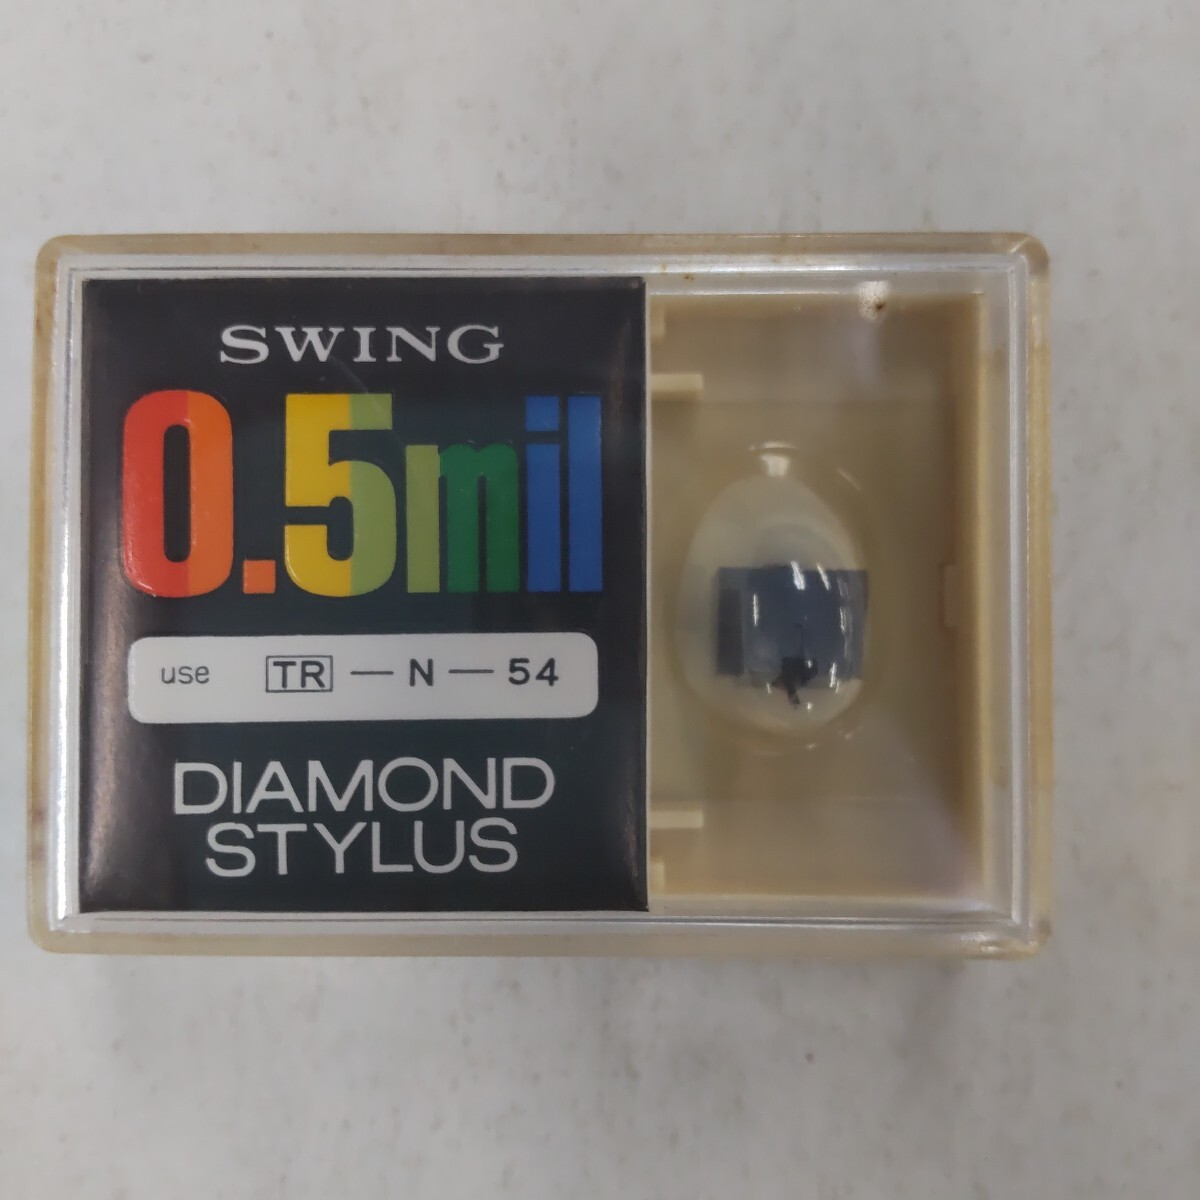 SWING
0.5mil
use TR — N — 54
DIAMOND
STYLUS